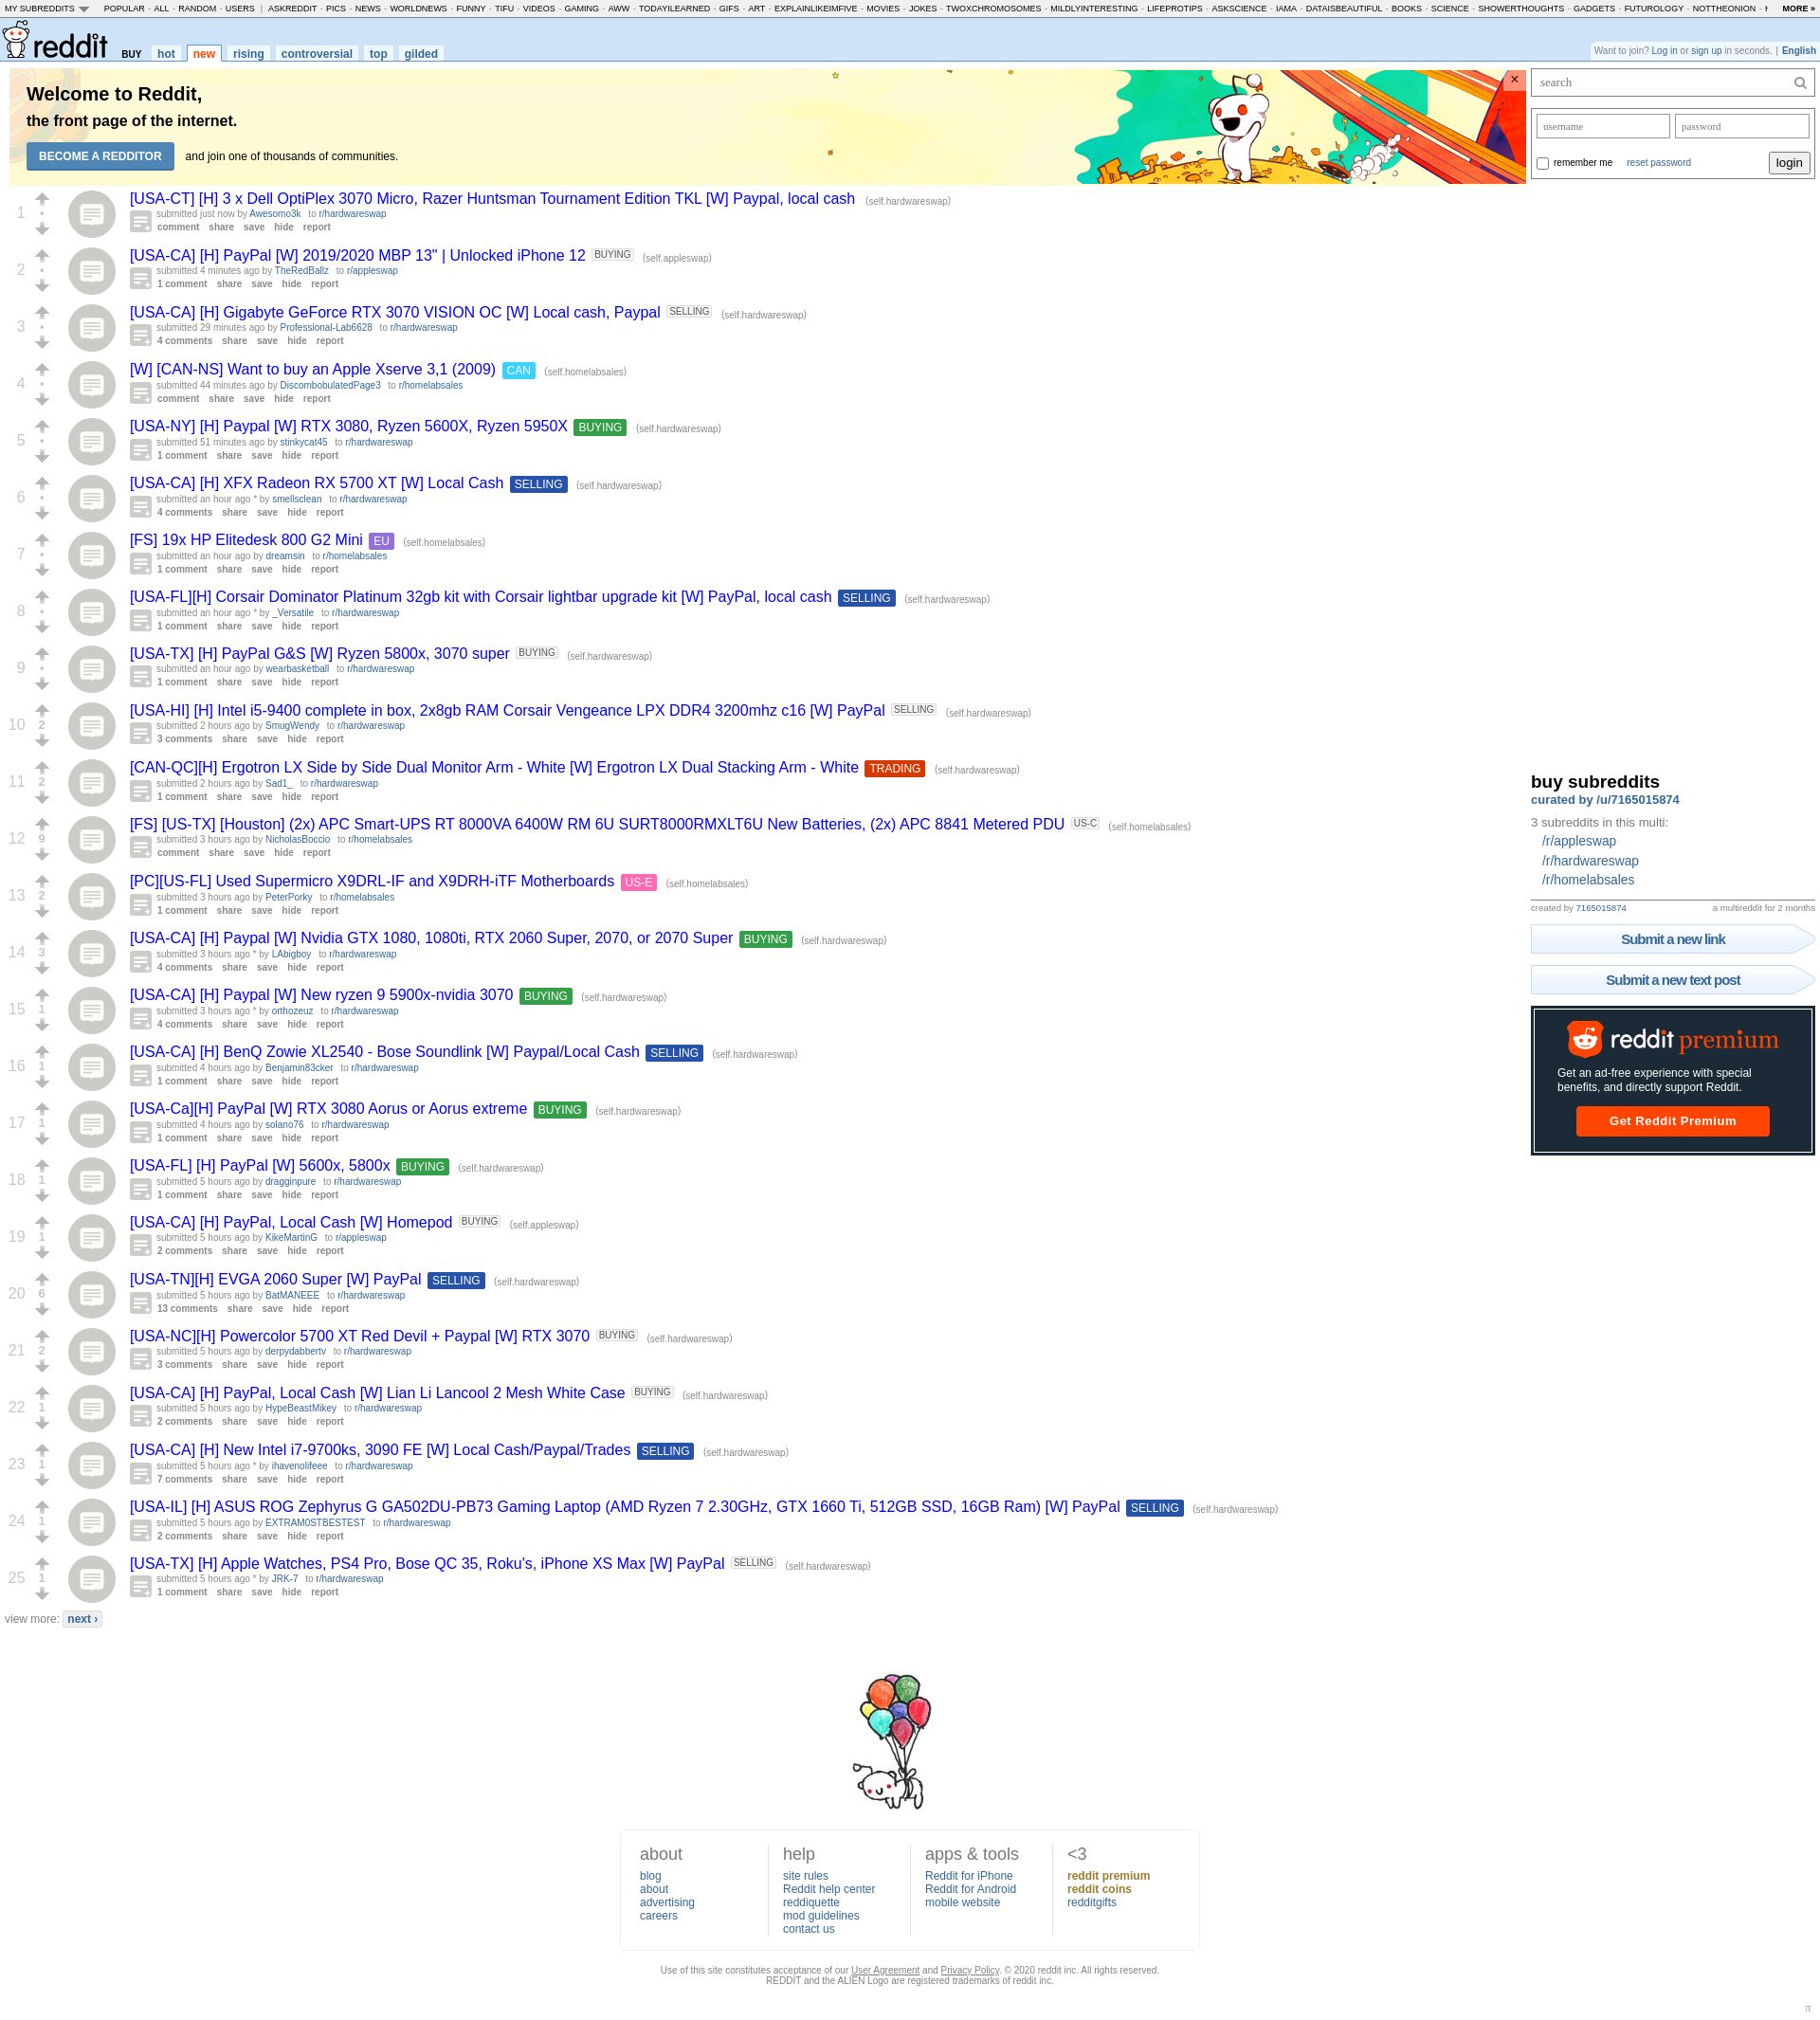 MY SUBREDDITS POPULAR - ALL - RANDOM - USERS | ASKREDDIT - PICS - NEWS - WORLDNEWS - FUNNY - TIFU - VIDEOS - GAMING - AWW - TODAYILEARNED - GIFS - ART - EXPLAINLIKEIMFIVE - MOVIES - JOKES - TWOXCHROMOSOMES - MILDLYINTERESTING - LIFEPROTIPS - ASKSCIENCE - IAMA - DATAISBEAUTIFUL - BOOKS - SCIENCE - SHOWERTHOUGHTS - GADGETS - FUTUROLOGY - NOTTHEONION - MORE »
reddit BUY hot new rising controversial top gilded
Want to join? Log in or sign up in seconds. | English
Welcome to Reddit,
the front page of the internet.
BECOME A REDDITOR and join one of thousands of communities.
×
search
username password
remember me reset password login
1 [USA-CT] [H] 3 x Dell OptiPlex 3070 Micro, Razer Huntsman Tournament Edition TKL [W] Paypal, local cash (self.hardwareswap)
•
submitted just now by Awesomo3k to r/hardwareswap
comment share save hide report
2 [USA-CA] [H] PayPal [W] 2019/2020 MBP 13" | Unlocked iPhone 12 BUYING (self.appleswap)
•
submitted 4 minutes ago by TheRedBallz to r/appleswap
1 comment share save hide report
3 [USA-CA] [H] Gigabyte GeForce RTX 3070 VISION OC [W] Local cash, Paypal SELLING (self.hardwareswap)
•
submitted 29 minutes ago by Professional-Lab6628 to r/hardwareswap
4 comments share save hide report
4 [W] [CAN-NS] Want to buy an Apple Xserve 3,1 (2009) CAN (self.homelabsales)
•
submitted 44 minutes ago by DiscombobulatedPage3 to r/homelabsales
comment share save hide report
5 [USA-NY] [H] Paypal [W] RTX 3080, Ryzen 5600X, Ryzen 5950X BUYING (self.hardwareswap)
•
submitted 51 minutes ago by stinkycat45 to r/hardwareswap
1 comment share save hide report
6 [USA-CA] [H] XFX Radeon RX 5700 XT [W] Local Cash SELLING (self.hardwareswap)
•
submitted an hour ago * by smellsclean to r/hardwareswap
4 comments share save hide report
7 [FS] 19x HP Elitedesk 800 G2 Mini EU (self.homelabsales)
•
submitted an hour ago by dreamsin to r/homelabsales
1 comment share save hide report
8 [USA-FL][H] Corsair Dominator Platinum 32gb kit with Corsair lightbar upgrade kit [W] PayPal, local cash SELLING (self.hardwareswap)
•
submitted an hour ago * by _Versatile to r/hardwareswap
1 comment share save hide report
9 [USA-TX] [H] PayPal G&S [W] Ryzen 5800x, 3070 super BUYING (self.hardwareswap)
•
submitted an hour ago by wearbasketball to r/hardwareswap
1 comment share save hide report
10 [USA-HI] [H] Intel i5-9400 complete in box, 2x8gb RAM Corsair Vengeance LPX DDR4 3200mhz c16 [W] PayPal SELLING (self.hardwareswap)
2
submitted 2 hours ago by SmugWendy to r/hardwareswap
3 comments share save hide report
11 [CAN-QC][H] Ergotron LX Side by Side Dual Monitor Arm - White [W] Ergotron LX Dual Stacking Arm - White TRADING (self.hardwareswap)
2
submitted 2 hours ago by Sad1_ to r/hardwareswap
1 comment share save hide report
12 [FS] [US-TX] [Houston] (2x) APC Smart-UPS RT 8000VA 6400W RM 6U SURT8000RMXLT6U New Batteries, (2x) APC 8841 Metered PDU US-C (self.homelabsales)
9
submitted 3 hours ago by NicholasBoccio to r/homelabsales
comment share save hide report
13 [PC][US-FL] Used Supermicro X9DRL-IF and X9DRH-iTF Motherboards US-E (self.homelabsales)
2
submitted 3 hours ago by PeterPorky to r/homelabsales
1 comment share save hide report
14 [USA-CA] [H] Paypal [W] Nvidia GTX 1080, 1080ti, RTX 2060 Super, 2070, or 2070 Super BUYING (self.hardwareswap)
3
submitted 3 hours ago by LAbigboy to r/hardwareswap
4 comments share save hide report
15 [USA-CA] [H] Paypal [W] New ryzen 9 5900x-nvidia 3070 BUYING (self.hardwareswap)
1
submitted 3 hours ago * by orthozeuz to r/hardwareswap
4 comments share save hide report
16 [USA-CA] [H] BenQ Zowie XL2540 - Bose Soundlink [W] Paypal/Local Cash SELLING (self.hardwareswap)
1
submitted 4 hours ago by Benjamin83cker to r/hardwareswap
1 comment share save hide report
17 [USA-Ca][H] PayPal [W] RTX 3080 Aorus or Aorus extreme BUYING (self.hardwareswap)
1
submitted 4 hours ago by solano76 to r/hardwareswap
1 comment share save hide report
18 [USA-FL] [H] PayPal [W] 5600x, 5800x BUYING (self.hardwareswap)
1
submitted 5 hours ago by dragginpure to r/hardwareswap
1 comment share save hide report
19 [USA-CA] [H] PayPal, Local Cash [W] Homepod BUYING (self.appleswap)
1
submitted 5 hours ago by KikeMartinG to r/appleswap
2 comments share save hide report
20 [USA-TN][H] EVGA 2060 Super [W] PayPal SELLING (self.hardwareswap)
6
submitted 5 hours ago by BatMANEEE to r/hardwareswap
13 comments share save hide report
21 [USA-NC][H] Powercolor 5700 XT Red Devil + Paypal [W] RTX 3070 BUYING (self.hardwareswap)
2
submitted 5 hours ago by derpydabbertv to r/hardwareswap
3 comments share save hide report
22 [USA-CA] [H] PayPal, Local Cash [W] Lian Li Lancool 2 Mesh White Case BUYING (self.hardwareswap)
1
submitted 5 hours ago by HypeBeastMikey to r/hardwareswap
2 comments share save hide report
23 [USA-CA] [H] New Intel i7-9700ks, 3090 FE [W] Local Cash/Paypal/Trades SELLING (self.hardwareswap)
1
submitted 5 hours ago * by ihavenolifeee to r/hardwareswap
7 comments share save hide report
24 [USA-IL] [H] ASUS ROG Zephyrus G GA502DU-PB73 Gaming Laptop (AMD Ryzen 7 2.30GHz, GTX 1660 Ti, 512GB SSD, 16GB Ram) [W] PayPal SELLING (self.hardwareswap)
1
submitted 5 hours ago by EXTRAM0STBESTEST to r/hardwareswap
2 comments share save hide report
25 [USA-TX] [H] Apple Watches, PS4 Pro, Bose QC 35, Roku's, iPhone XS Max [W] PayPal SELLING (self.hardwareswap)
1
submitted 5 hours ago * by JRK-7 to r/hardwareswap
1 comment share save hide report
view more: next ›
buy subreddits
curated by /u/7165015874
3 subreddits in this multi:
/r/appleswap
/r/hardwareswap
/r/homelabsales
created by 7165015874 a multireddit for 2 months
Submit a new link
Submit a new text post
reddit premium
Get an ad-free experience with special
benefits, and directly support Reddit.
Get Reddit Premium
about
blog
about
advertising
careers
help
site rules
Reddit help center
reddiquette
mod guidelines
contact us
apps & tools
Reddit for iPhone
Reddit for Android
mobile website
<3
reddit premium
reddit coins
redditgifts
Use of this site constitutes acceptance of our User Agreement and Privacy Policy. © 2020 reddit inc. All rights reserved.
REDDIT and the ALIEN Logo are registered trademarks of reddit inc.
π